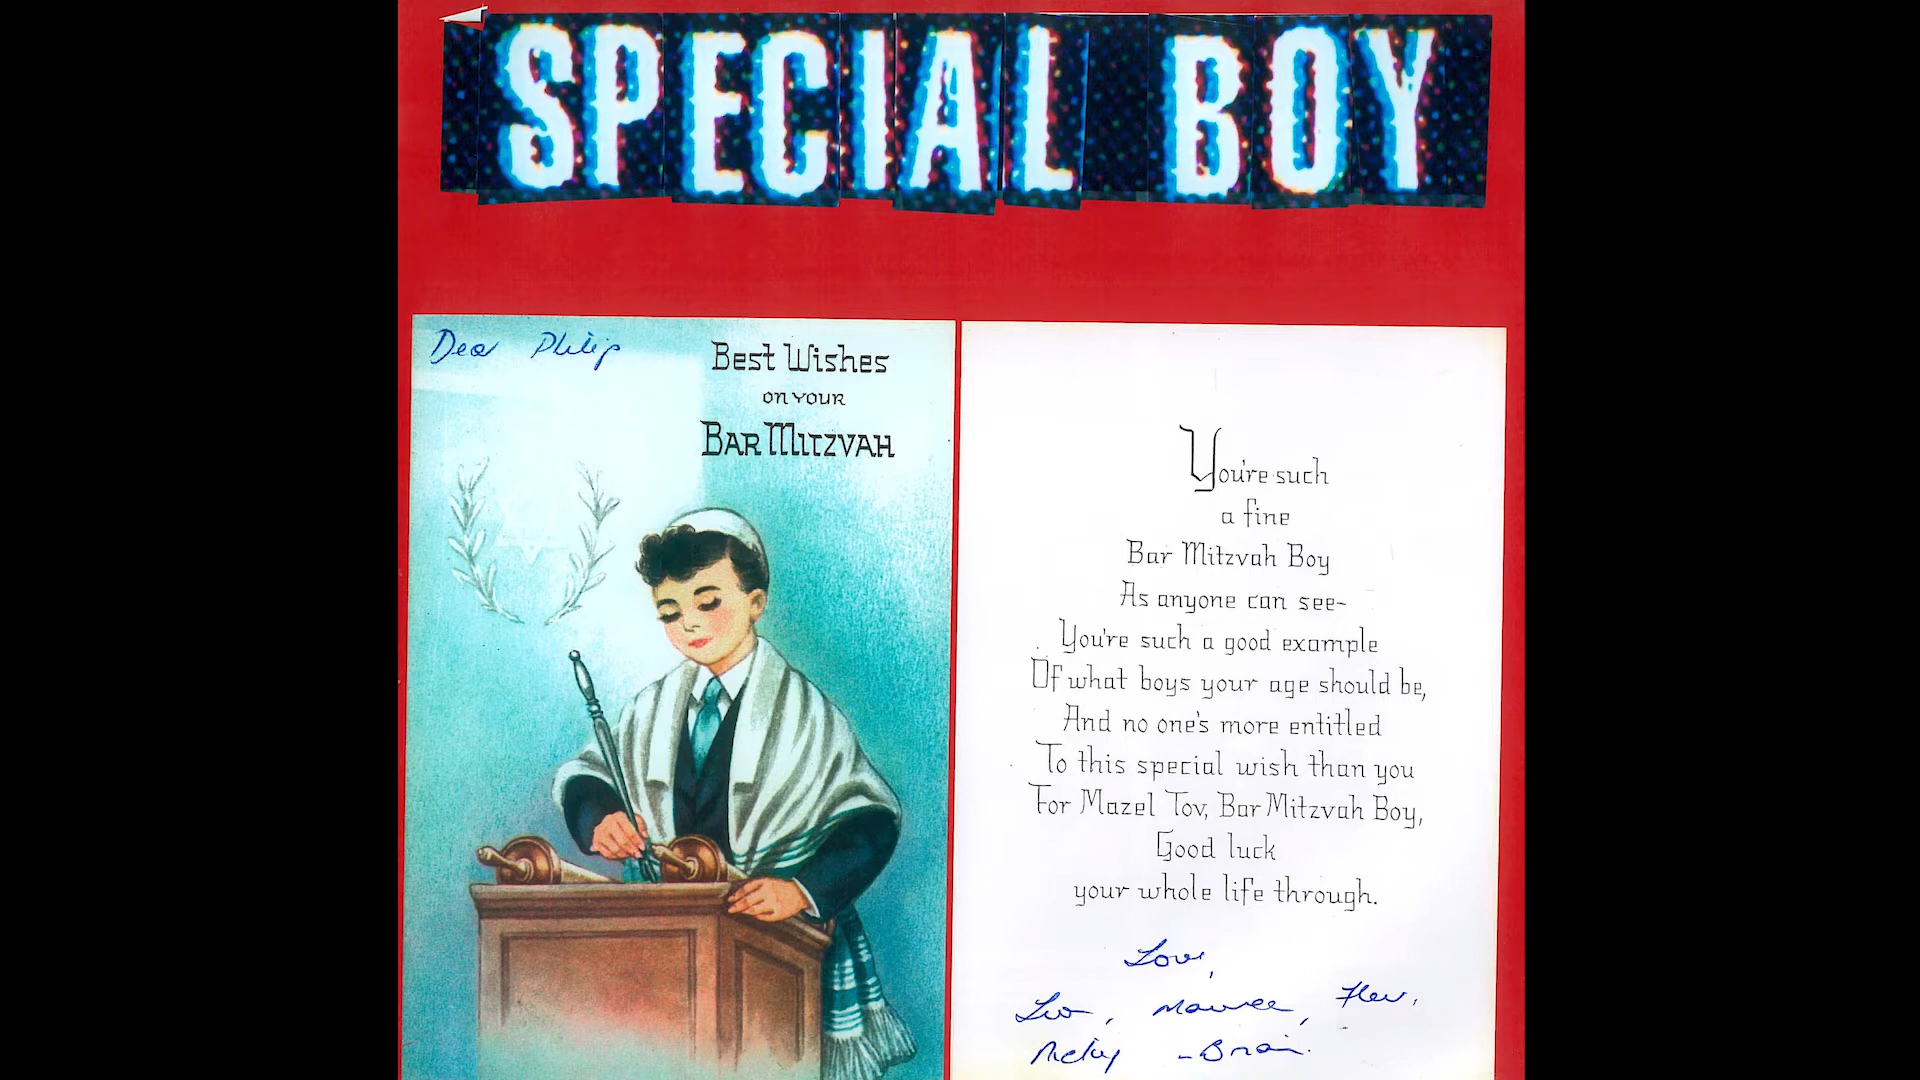 SPECIAL BOY
Dear Philip
Best Wishes
on your
Bar Mitzvah
You're such
a fine
Bar Mitzvah Boy
As anyone can see-
You're such a good example
Of what boys your age should be,
And no one's more entitled
To this special wish than you
For Mazel Tov, Bar Mitzvah Boy,
Good luck
your whole life through.
Love,